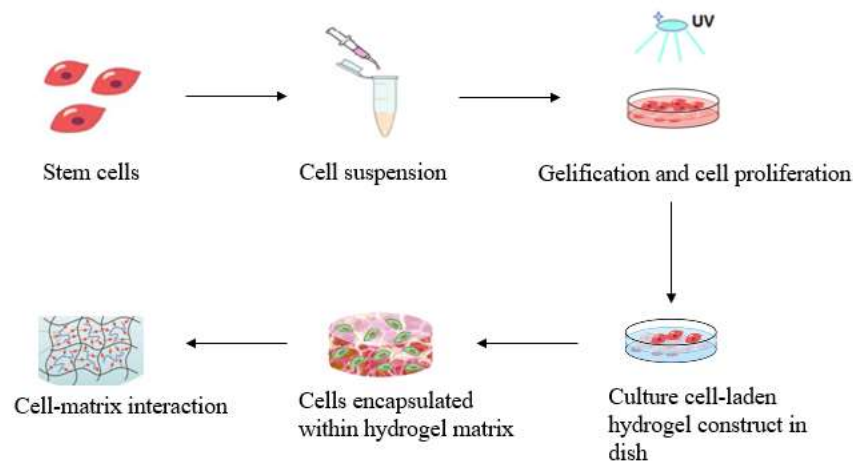 UV
Stem cells
Cell suspension
Gelification and cell proliferation
Cell-matrix interaction
Cells encapsulated
within hydrogel matrix
Culture cell-laden
hydrogel construct in
dish